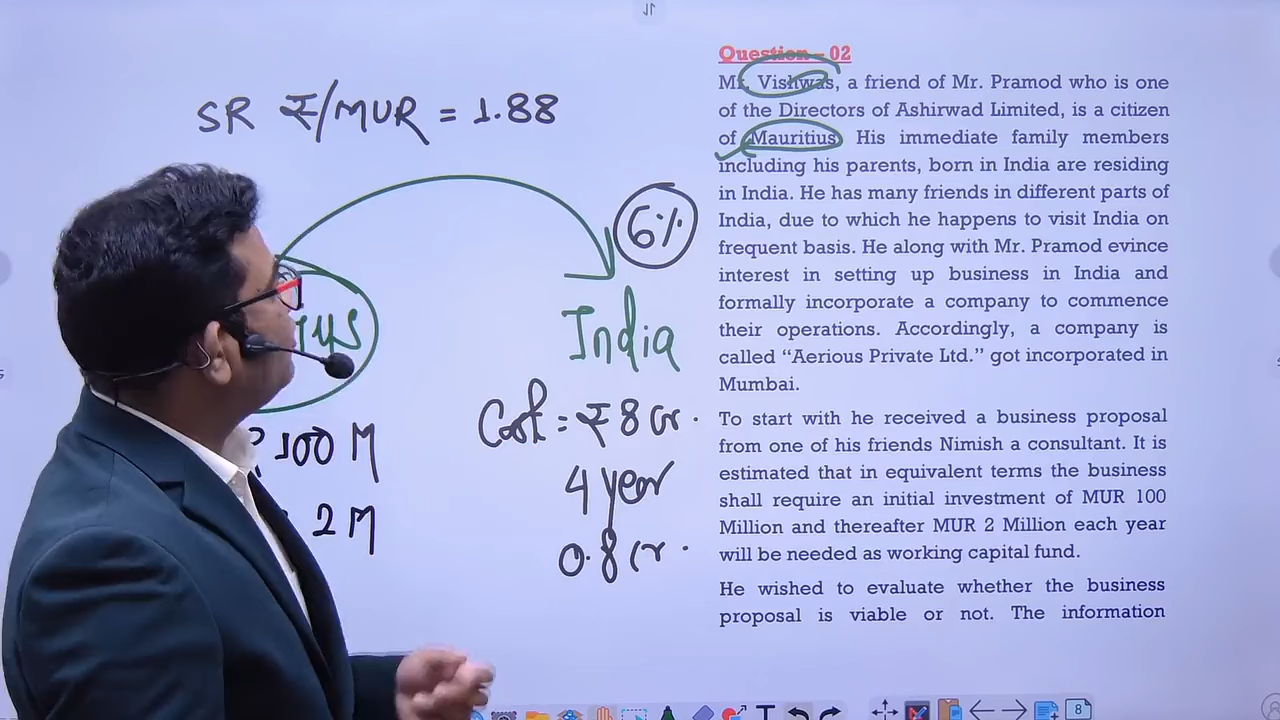 SR ₹/MUR = 1.88
6%
India
Cost = ₹ 8 cr.
4 year
0.8 cr.
100 M
2 M
Question – 02
Mr. Vishwas, a friend of Mr. Pramod who is one
of the Directors of Ashirwad Limited, is a citizen
of Mauritius. His immediate family members
including his parents, born in India are residing
in India. He has many friends in different parts of
India, due to which he happens to visit India on
frequent basis. He along with Mr. Pramod evince
interest in setting up business in India and
formally incorporate a company to commence
their operations. Accordingly, a company is
called “Aerious Private Ltd.” got incorporated in
Mumbai.
To start with he received a business proposal
from one of his friends Nimish a consultant. It is
estimated that in equivalent terms the business
shall require an initial investment of MUR 100
Million and thereafter MUR 2 Million each year
will be needed as working capital fund.
He wished to evaluate whether the business
proposal is viable or not. The information
8